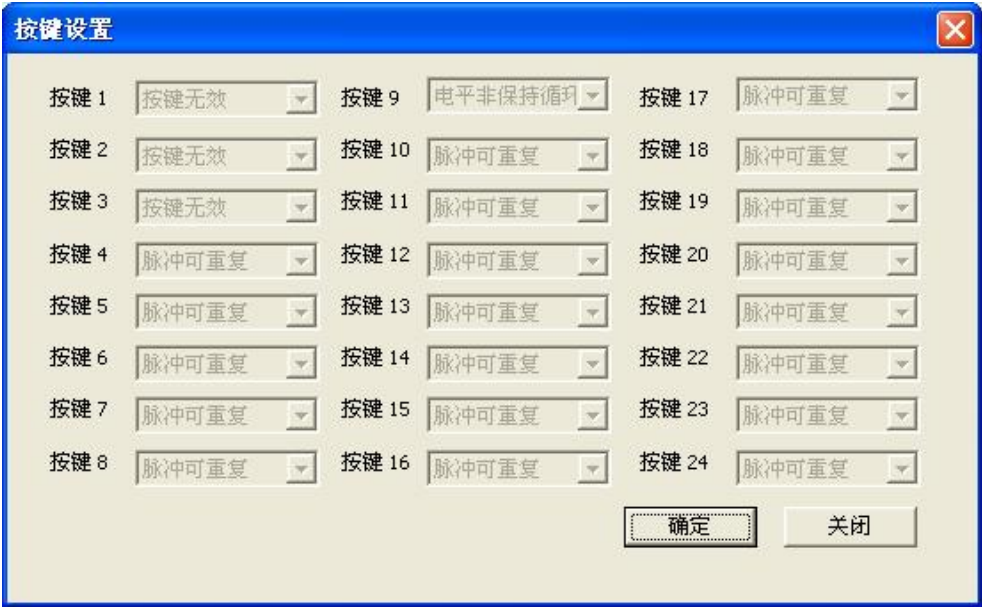 按键设置
按键 1 按键无效 按键 9 电平非保持循环 按键 17 脉冲可重复
按键 2 按键无效 按键 10 脉冲可重复 按键 18 脉冲可重复
按键 3 按键无效 按键 11 脉冲可重复 按键 19 脉冲可重复
按键 4 脉冲可重复 按键 12 脉冲可重复 按键 20 脉冲可重复
按键 5 脉冲可重复 按键 13 脉冲可重复 按键 21 脉冲可重复
按键 6 脉冲可重复 按键 14 脉冲可重复 按键 22 脉冲可重复
按键 7 脉冲可重复 按键 15 脉冲可重复 按键 23 脉冲可重复
按键 8 脉冲可重复 按键 16 脉冲可重复 按键 24 脉冲可重复
确定 关闭